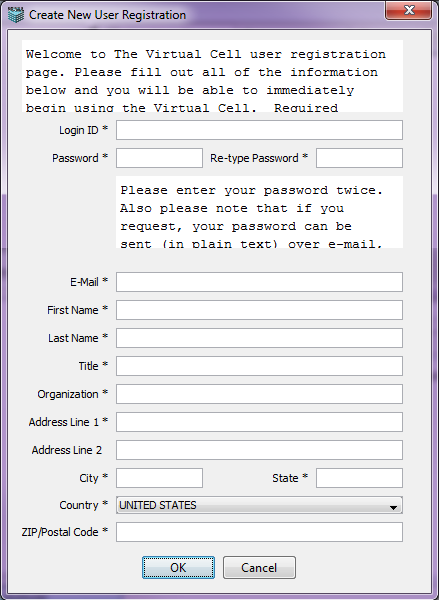 Create New User Registration
Welcome to The Virtual Cell user registration
page. Please fill out all of the information
below and you will be able to immediately
begin using the Virtual Cell.  Required
Login ID *
Password * Re-type Password *
Please enter your password twice.
Also please note that if you
request, your password can be
sent (in plain text) over e-mail.
E-Mail *
First Name *
Last Name *
Title *
Organization *
Address Line 1 *
Address Line 2
City * State *
Country * UNITED STATES
ZIP/Postal Code *
OK Cancel